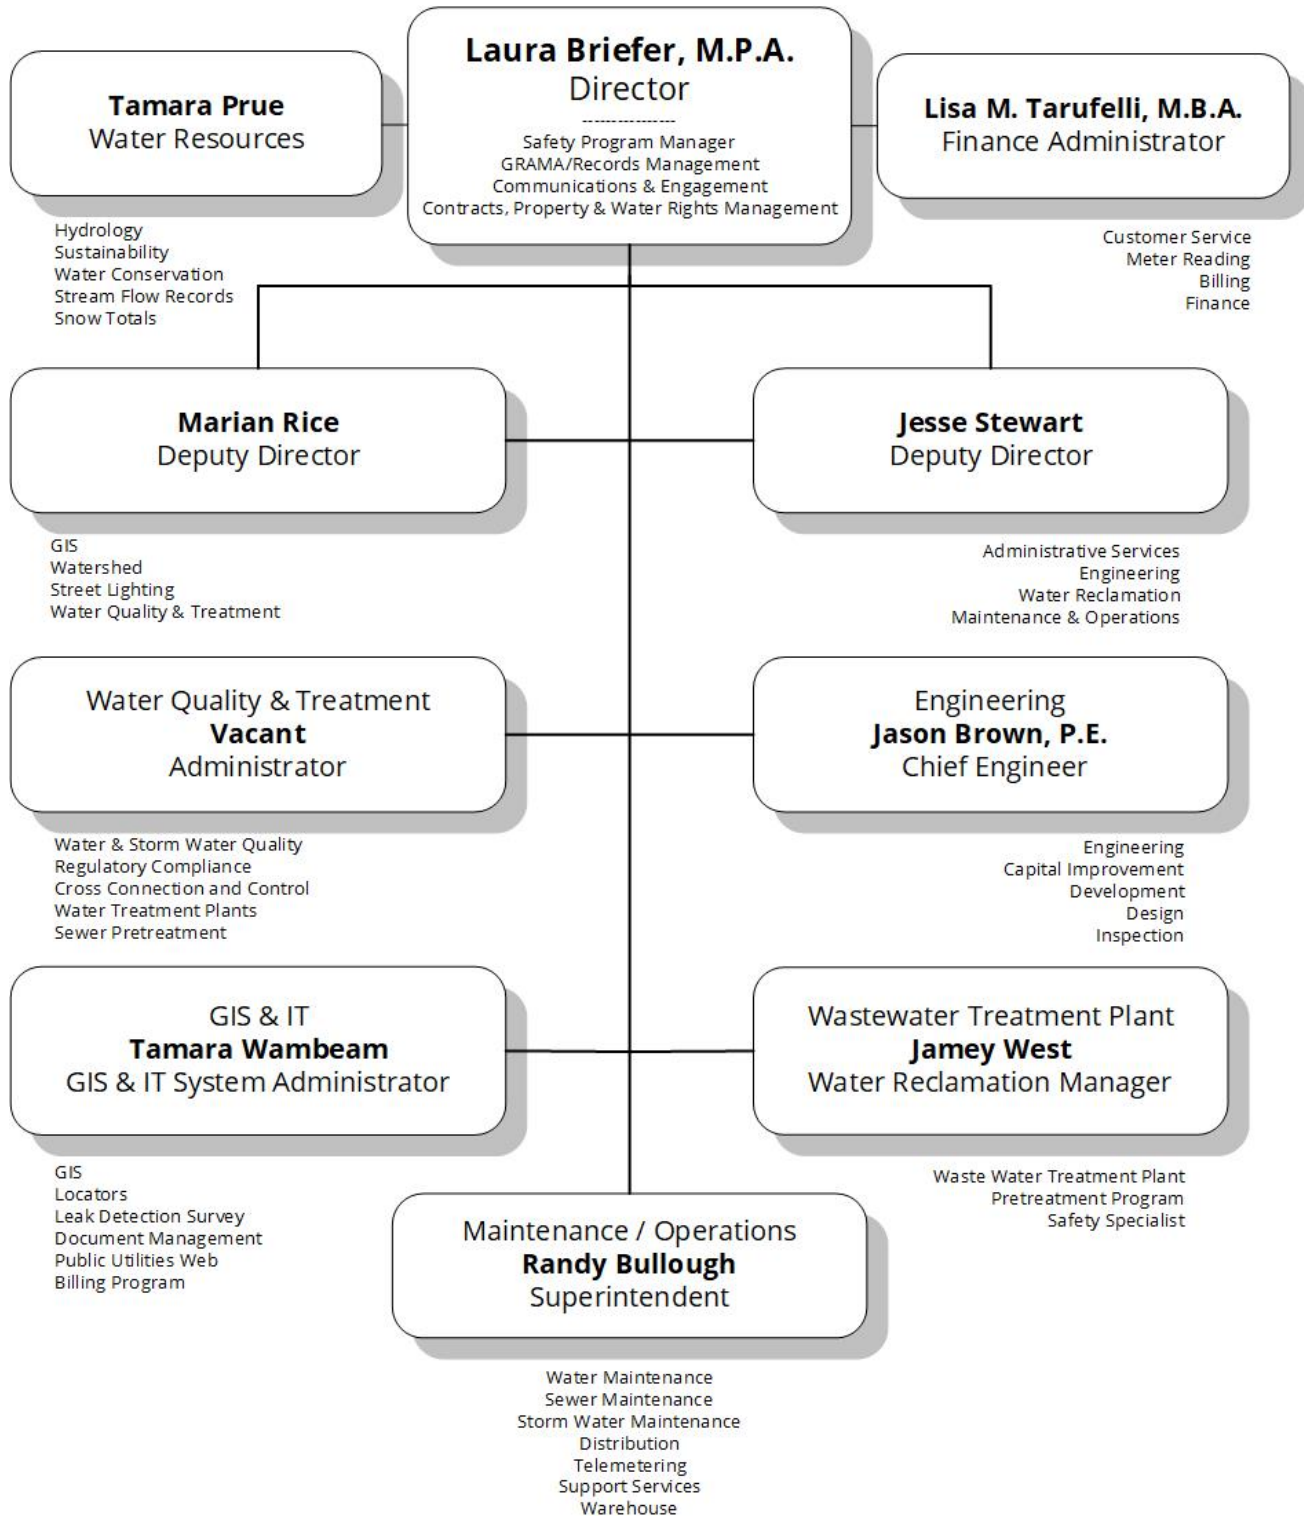 Laura Briefer, M.P.A.
Director
----------------
Safety Program Manager
GRAMA/Records Management
Communications & Engagement
Contracts, Property & Water Rights Management
Tamara Prue
Water Resources
Hydrology
Sustainability
Water Conservation
Stream Flow Records
Snow Totals
Lisa M. Tarufelli, M.B.A.
Finance Administrator
Customer Service
Meter Reading
Billing
Finance
Marian Rice
Deputy Director
GIS
Watershed
Street Lighting
Water Quality & Treatment
Jesse Stewart
Deputy Director
Administrative Services
Engineering
Water Reclamation
Maintenance & Operations
Water Quality & Treatment
Vacant
Administrator
Water & Storm Water Quality
Regulatory Compliance
Cross Connection and Control
Water Treatment Plants
Sewer Pretreatment
Engineering
Jason Brown, P.E.
Chief Engineer
Engineering
Capital Improvement
Development
Design
Inspection
GIS & IT
Tamara Wambeam
GIS & IT System Administrator
GIS
Locators
Leak Detection Survey
Document Management
Public Utilities Web
Billing Program
Wastewater Treatment Plant
Jamey West
Water Reclamation Manager
Waste Water Treatment Plant
Pretreatment Program
Safety Specialist
Maintenance / Operations
Randy Bullough
Superintendent
Water Maintenance
Sewer Maintenance
Storm Water Maintenance
Distribution
Telemetering
Support Services
Warehouse